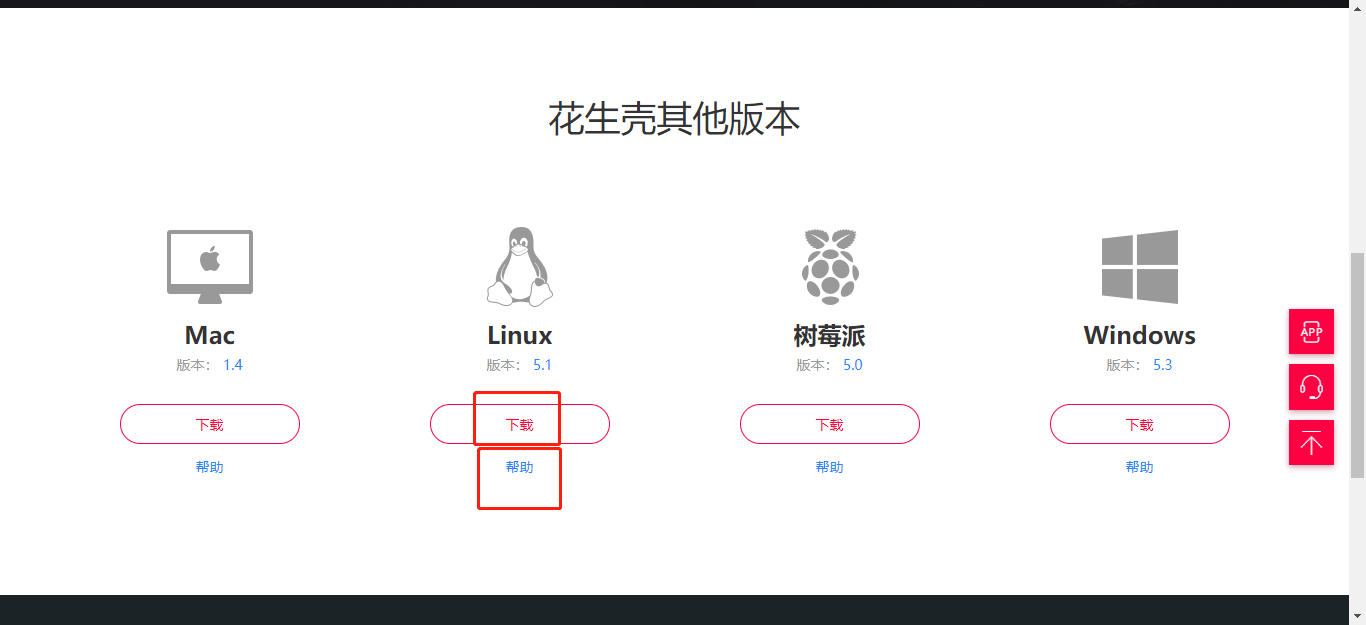 花生壳其他版本
Mac
版本： 1.4
下载
帮助
Linux
版本： 5.1
下载
帮助
树莓派
版本： 5.0
下载
帮助
Windows
版本： 5.3
下载
帮助
APP